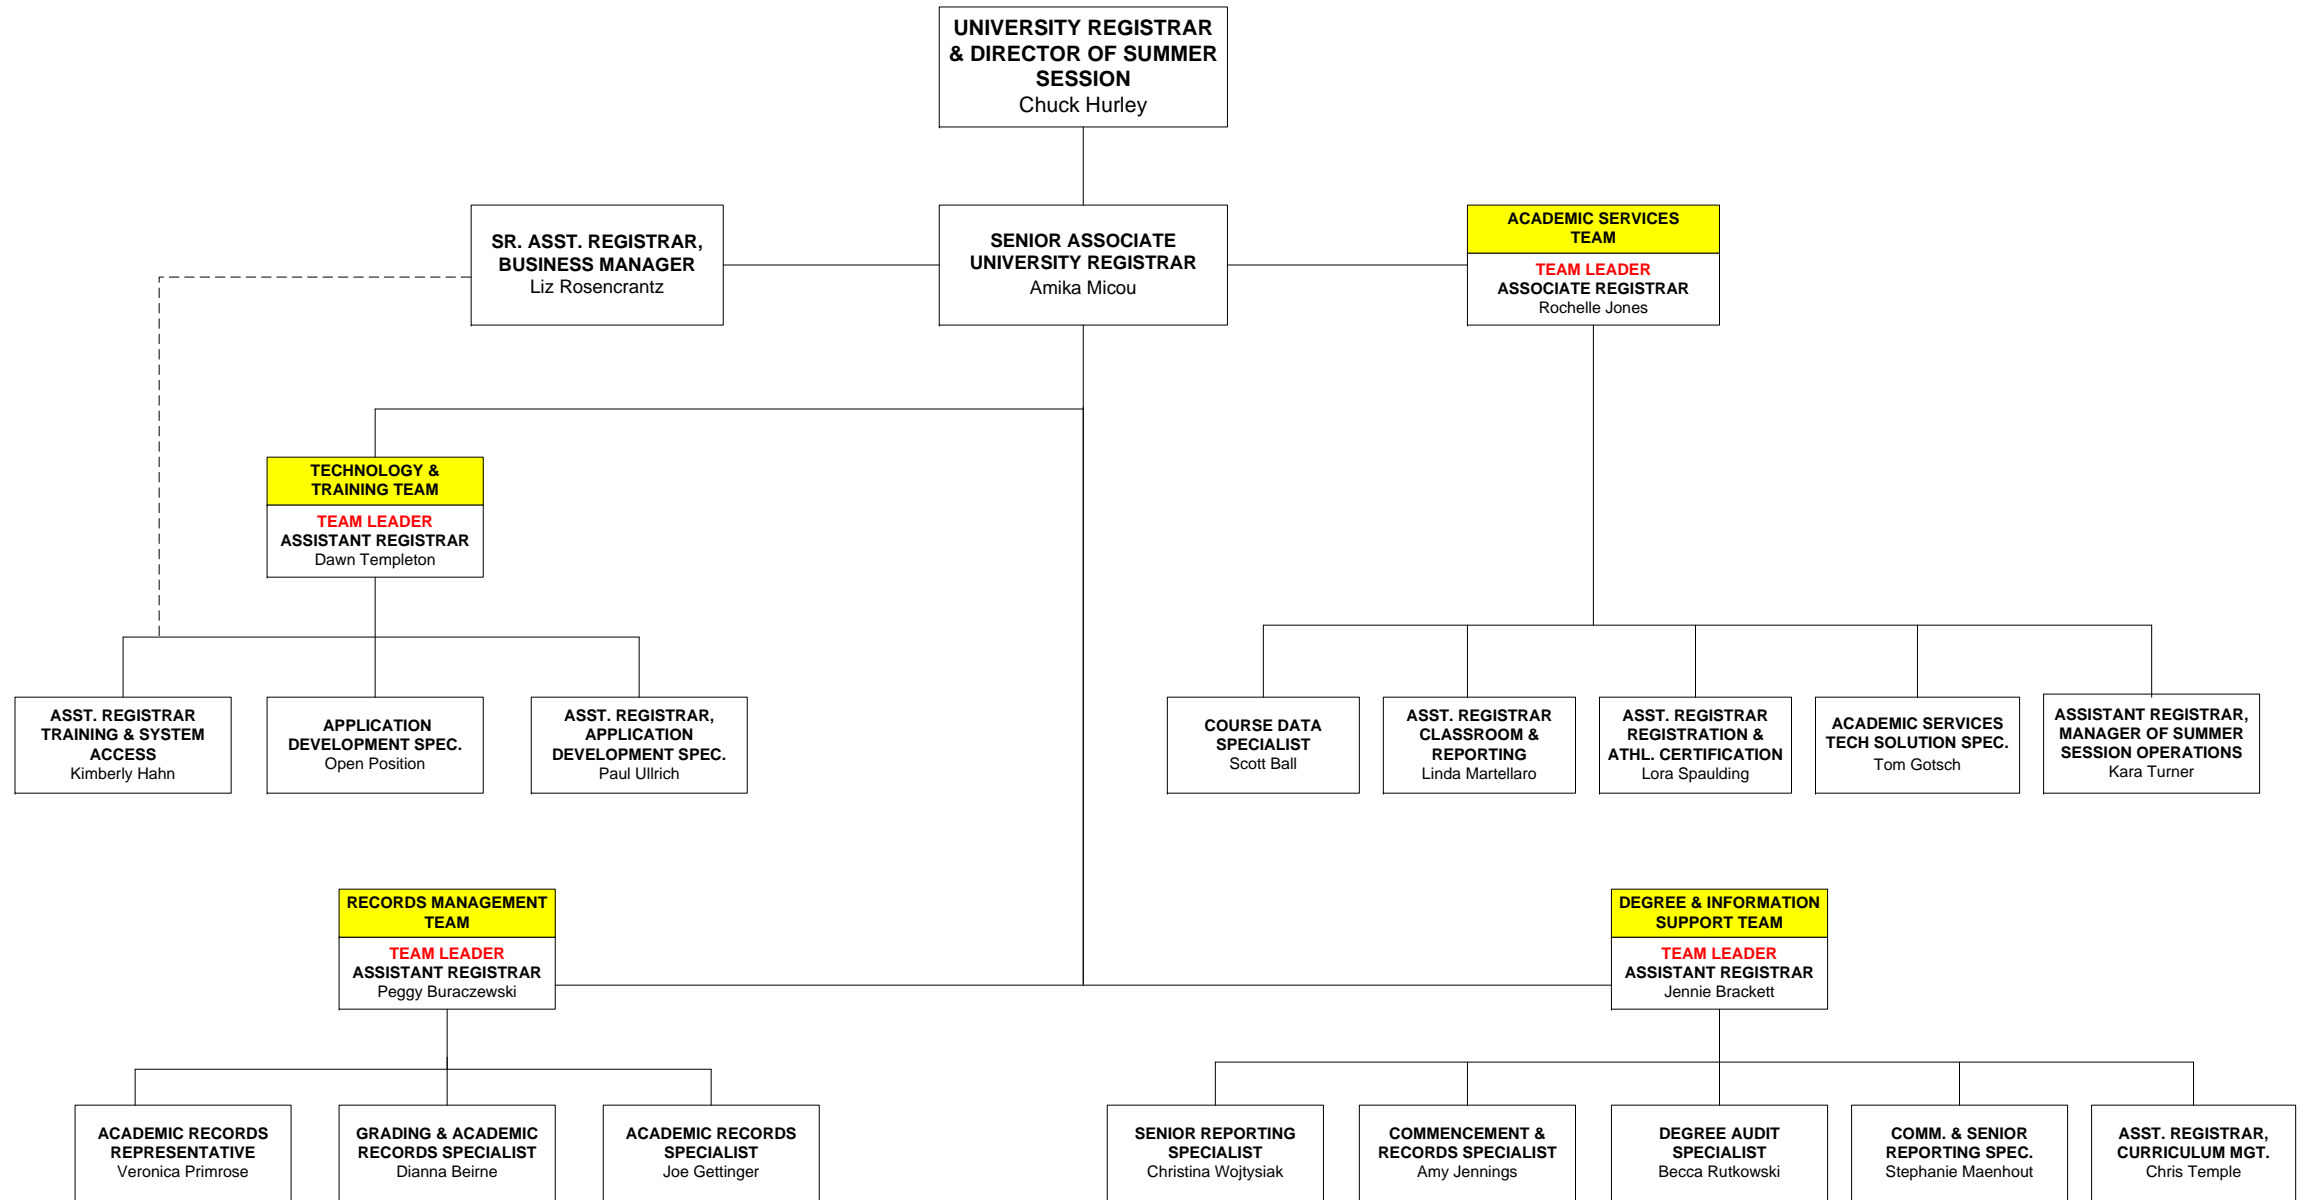 UNIVERSITY REGISTRAR
& DIRECTOR OF SUMMER
SESSION
Chuck Hurley
SR. ASST. REGISTRAR,
BUSINESS MANAGER
Liz Rosencrantz
SENIOR ASSOCIATE
UNIVERSITY REGISTRAR
Amika Micou
ACADEMIC SERVICES
TEAM
TEAM LEADER
ASSOCIATE REGISTRAR
Rochelle Jones
TECHNOLOGY &
TRAINING TEAM
TEAM LEADER
ASSISTANT REGISTRAR
Dawn Templeton
ASST. REGISTRAR
TRAINING & SYSTEM
ACCESS
Kimberly Hahn
APPLICATION
DEVELOPMENT SPEC.
Open Position
ASST. REGISTRAR,
APPLICATION
DEVELOPMENT SPEC.
Paul Ullrich
COURSE DATA
SPECIALIST
Scott Ball
ASST. REGISTRAR
CLASSROOM &
REPORTING
Linda Martellaro
ASST. REGISTRAR
REGISTRATION &
ATHL. CERTIFICATION
Lora Spaulding
ACADEMIC SERVICES
TECH SOLUTION SPEC.
Tom Gotsch
ASSISTANT REGISTRAR,
MANAGER OF SUMMER
SESSION OPERATIONS
Kara Turner
RECORDS MANAGEMENT
TEAM
TEAM LEADER
ASSISTANT REGISTRAR
Peggy Buraczewski
DEGREE & INFORMATION
SUPPORT TEAM
TEAM LEADER
ASSISTANT REGISTRAR
Jennie Brackett
ACADEMIC RECORDS
REPRESENTATIVE
Veronica Primrose
GRADING & ACADEMIC
RECORDS SPECIALIST
Dianna Beirne
ACADEMIC RECORDS
SPECIALIST
Joe Gettinger
SENIOR REPORTING
SPECIALIST
Christina Wojtysiak
COMMENCEMENT &
RECORDS SPECIALIST
Amy Jennings
DEGREE AUDIT
SPECIALIST
Becca Rutkowski
COMM. & SENIOR
REPORTING SPEC.
Stephanie Maenhout
ASST. REGISTRAR,
CURRICULUM MGT.
Chris Temple